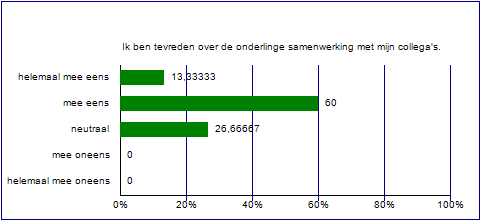 Ik ben tevreden over de onderlinge samenwerking met mijn collega's.
helemaal mee eens 13,33333
mee eens 60
neutraal 26,66667
mee oneens 0
helemaal mee oneens 0
0% 20% 40% 60% 80% 100%